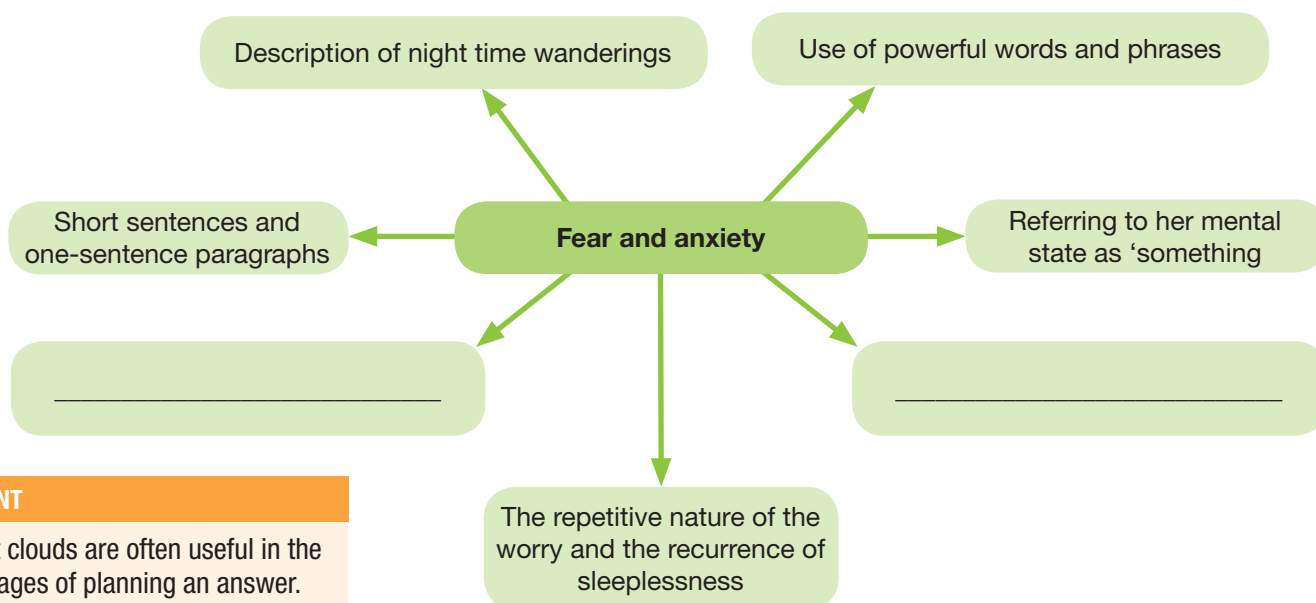 Description of night time wanderings
Use of powerful words and phrases
Short sentences and
one-sentence paragraphs
Fear and anxiety
Referring to her mental
state as ‘something
______________________________
______________________________
The repetitive nature of the
worry and the recurrence of
sleeplessness
clouds are often useful in the
of planning an answer.